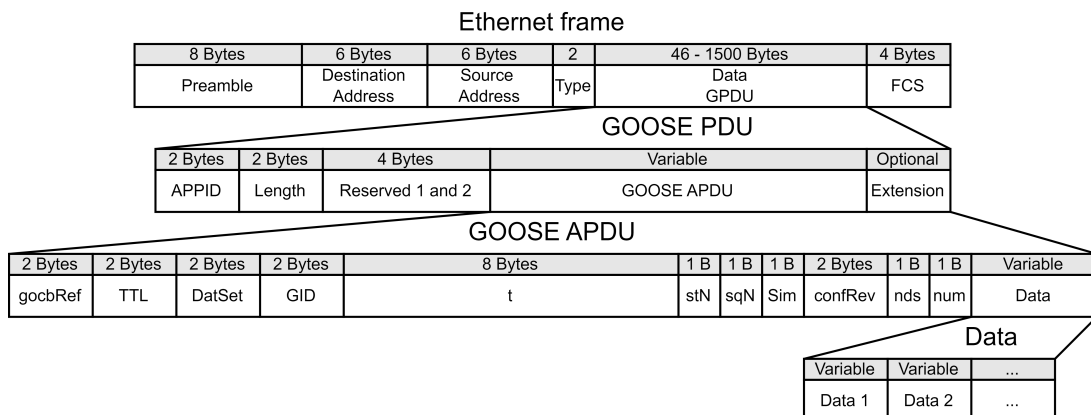 Ethernet frame
8 Bytes 6 Bytes 6 Bytes 2 46 - 1500 Bytes 4 Bytes
Preamble Destination Address Source Address Type Data GPDU FCS
GOOSE PDU
2 Bytes 2 Bytes 4 Bytes Variable Optional
APPID Length Reserved 1 and 2 GOOSE APDU Extension
GOOSE APDU
2 Bytes 2 Bytes 2 Bytes 2 Bytes 8 Bytes 1 B 1 B 1 B 2 Bytes 1 B 1 B Variable
gocbRef TTL DatSet GID t stN sqN Sim confRev nds num Data
Data
Variable Variable ...
Data 1 Data 2 ...